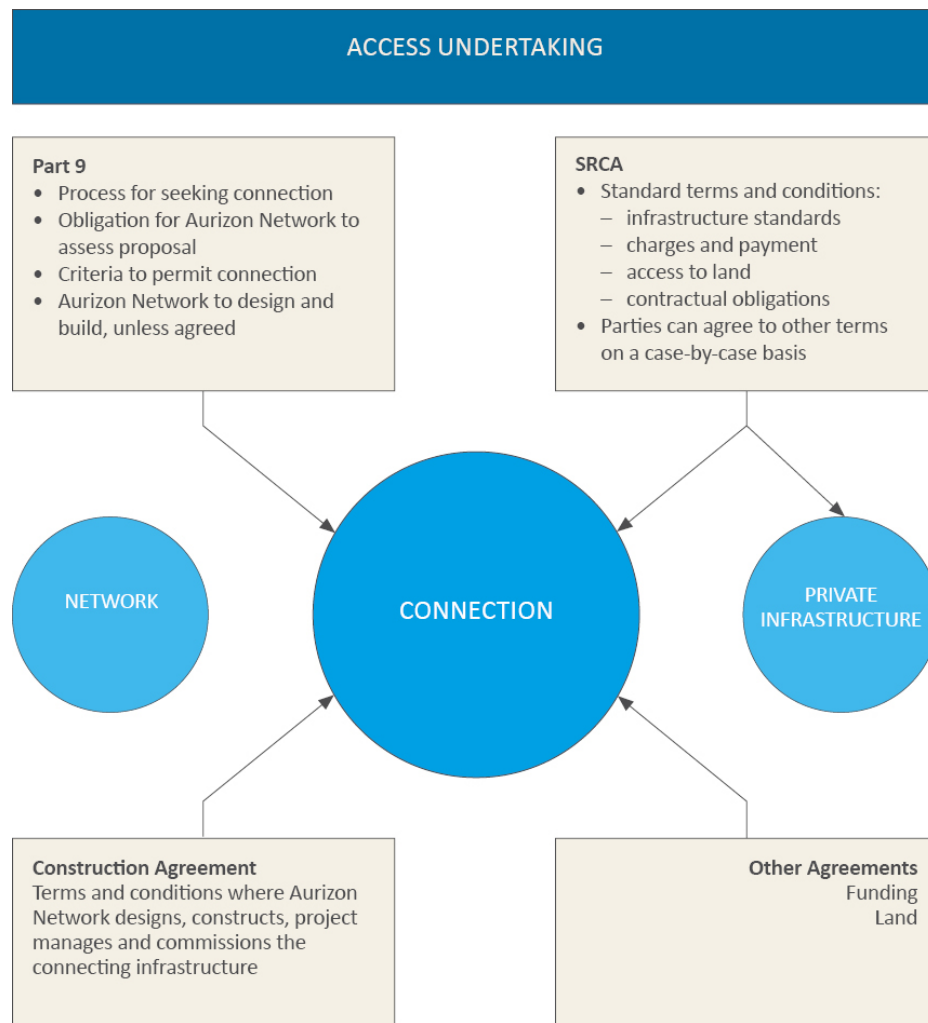 ACCESS UNDERTAKING
Part 9
• Process for seeking connection
• Obligation for Aurizon Network to
assess proposal
• Criteria to permit connection
• Aurizon Network to design and
build, unless agreed
SRCA
• Standard terms and conditions:
– infrastructure standards
– charges and payment
– access to land
– contractual obligations
• Parties can agree to other terms
on a case-by-case basis
NETWORK
CONNECTION
PRIVATE
INFRASTRUCTURE
Construction Agreement
Terms and conditions where Aurizon
Network designs, constructs, project
manages and commissions the
connecting infrastructure
Other Agreements
Funding
Land